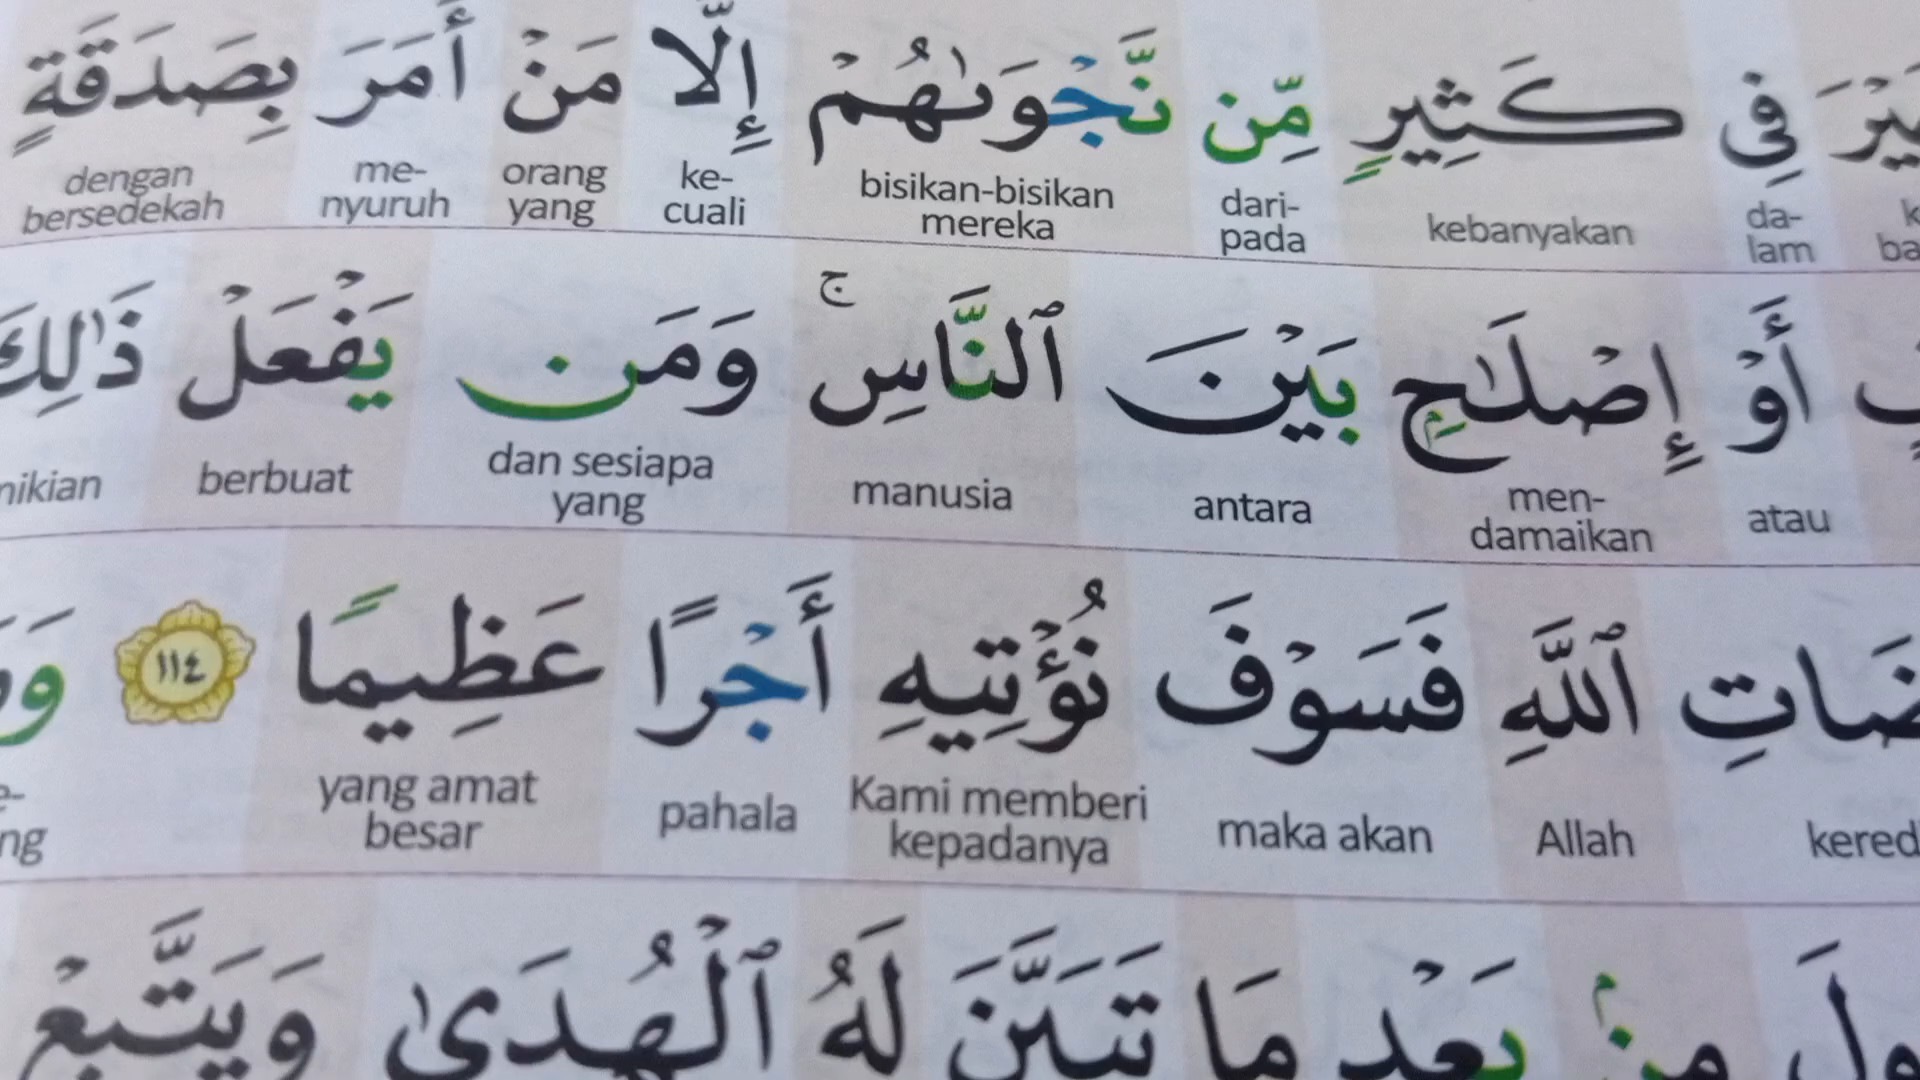 فِى كَثِيرٍ مِّن نَّجْوَىٰهُمْ إِلَّا مَنْ أَمَرَ بِصَدَقَةٍ
da-lam kebanyakan dari-pada bisikan-bisikan mereka ke-cuali orang yang me-nyuruh dengan bersedekah
أَوْ إِصْلَٰحٍ بَيْنَ ٱلنَّاسِ ۚ وَمَن يَفْعَلْ ذَٰلِكَ
atau men-damaikan antara manusia dan sesiapa yang berbuat
ٱللَّهِ فَسَوْفَ نُؤْتِيهِ أَجْرًا عَظِيمًا ١١٤
Allah maka akan Kami memberi kepadanya pahala yang amat besar
مِنۢ بَعْدِ مَا تَبَيَّنَ لَهُ ٱلْهُدَىٰ وَيَتَّبِعْ